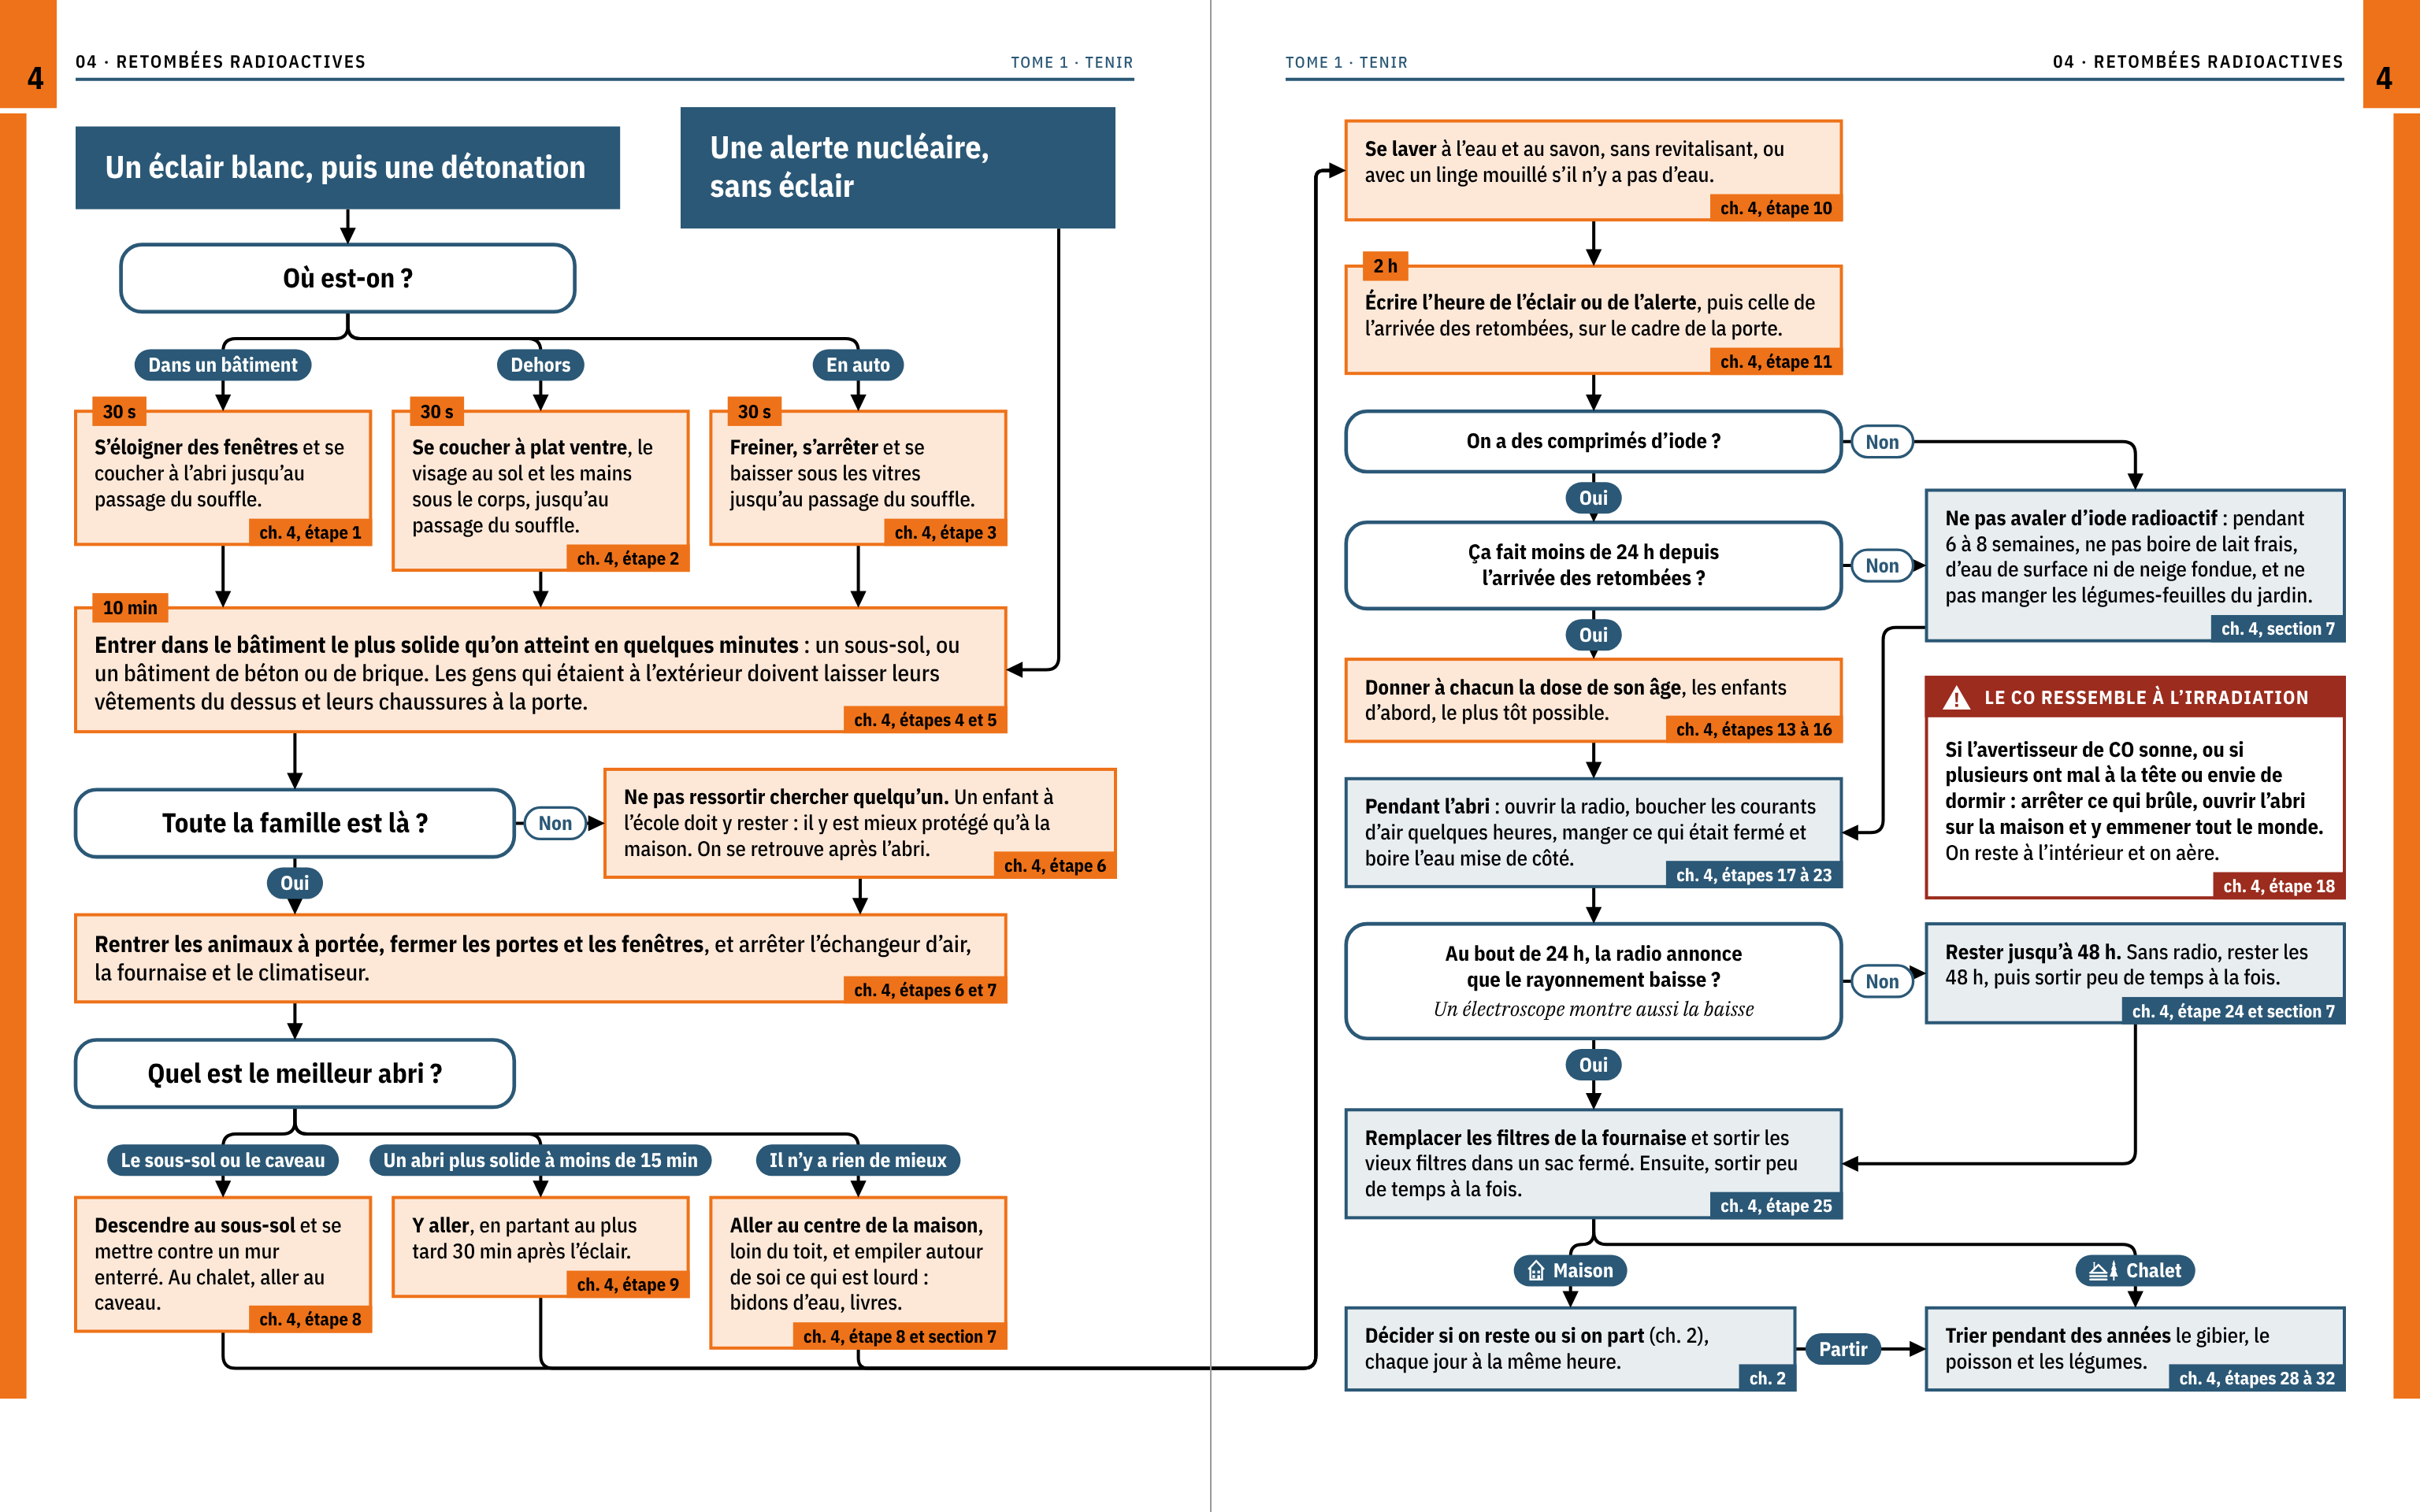 4
04 · RETOMBÉES RADIOACTIVES
TOME 1 · TENIR
Un éclair blanc, puis une détonation
Une alerte nucléaire,
sans éclair
Où est-on ?
Dans un bâtiment
Dehors
En auto
30 s
S’éloigner des fenêtres et se
coucher à l’abri jusqu’au
passage du souffle.
ch. 4, étape 1
30 s
Se coucher à plat ventre, le
visage au sol et les mains
sous le corps, jusqu’au
passage du souffle.
ch. 4, étape 2
30 s
Freiner, s’arrêter et se
baisser sous les vitres
jusqu’au passage du souffle.
ch. 4, étape 3
10 min
Entrer dans le bâtiment le plus solide qu’on atteint en quelques minutes : un sous-sol, ou
un bâtiment de béton ou de brique. Les gens qui étaient à l’extérieur doivent laisser leurs
vêtements du dessus et leurs chaussures à la porte.
ch. 4, étapes 4 et 5
Toute la famille est là ?
Non
Ne pas ressortir chercher quelqu’un. Un enfant à
l’école doit y rester : il y est mieux protégé qu’à la
maison. On se retrouve après l’abri.
ch. 4, étape 6
Oui
Rentrer les animaux à portée, fermer les portes et les fenêtres, et arrêter l’échangeur d’air,
la fournaise et le climatiseur.
ch. 4, étapes 6 et 7
Quel est le meilleur abri ?
Le sous-sol ou le caveau
Un abri plus solide à moins de 15 min
Il n’y a rien de mieux
Descendre au sous-sol et se
mettre contre un mur
enterré. Au chalet, aller au
caveau.
ch. 4, étape 8
Y aller, en partant au plus
tard 30 min après l’éclair.
ch. 4, étape 9
Aller au centre de la maison,
loin du toit, et empiler autour
de soi ce qui est lourd :
bidons d’eau, livres.
ch. 4, étape 8 et section 7
TOME 1 · TENIR
04 · RETOMBÉES RADIOACTIVES
4
Se laver à l’eau et au savon, sans revitalisant, ou
avec un linge mouillé s’il n’y a pas d’eau.
ch. 4, étape 10
2 h
Écrire l’heure de l’éclair ou de l’alerte, puis celle de
l’arrivée des retombées, sur le cadre de la porte.
ch. 4, étape 11
On a des comprimés d’iode ?
Non
Oui
Ça fait moins de 24 h depuis
l’arrivée des retombées ?
Non
Ne pas avaler d’iode radioactif : pendant
6 à 8 semaines, ne pas boire de lait frais,
d’eau de surface ni de neige fondue, et ne
pas manger les légumes-feuilles du jardin.
ch. 4, section 7
Oui
Donner à chacun la dose de son âge, les enfants
d’abord, le plus tôt possible.
ch. 4, étapes 13 à 16
LE CO RESSEMBLE À L’IRRADIATION
Si l’avertisseur de CO sonne, ou si
plusieurs ont mal à la tête ou envie de
dormir : arrêter ce qui brûle, ouvrir l’abri
sur la maison et y emmener tout le monde.
On reste à l’intérieur et on aère.
ch. 4, étape 18
Pendant l’abri : ouvrir la radio, boucher les courants
d’air quelques heures, manger ce qui était fermé et
boire l’eau mise de côté.
ch. 4, étapes 17 à 23
Au bout de 24 h, la radio annonce
que le rayonnement baisse ?
Un électroscope montre aussi la baisse
Non
Rester jusqu’à 48 h. Sans radio, rester les
48 h, puis sortir peu de temps à la fois.
ch. 4, étape 24 et section 7
Oui
Remplacer les filtres de la fournaise et sortir les
vieux filtres dans un sac fermé. Ensuite, sortir peu
de temps à la fois.
ch. 4, étape 25
Maison
Chalet
Décider si on reste ou si on part (ch. 2),
chaque jour à la même heure.
ch. 2
Partir
Trier pendant des années le gibier, le
poisson et les légumes.
ch. 4, étapes 28 à 32